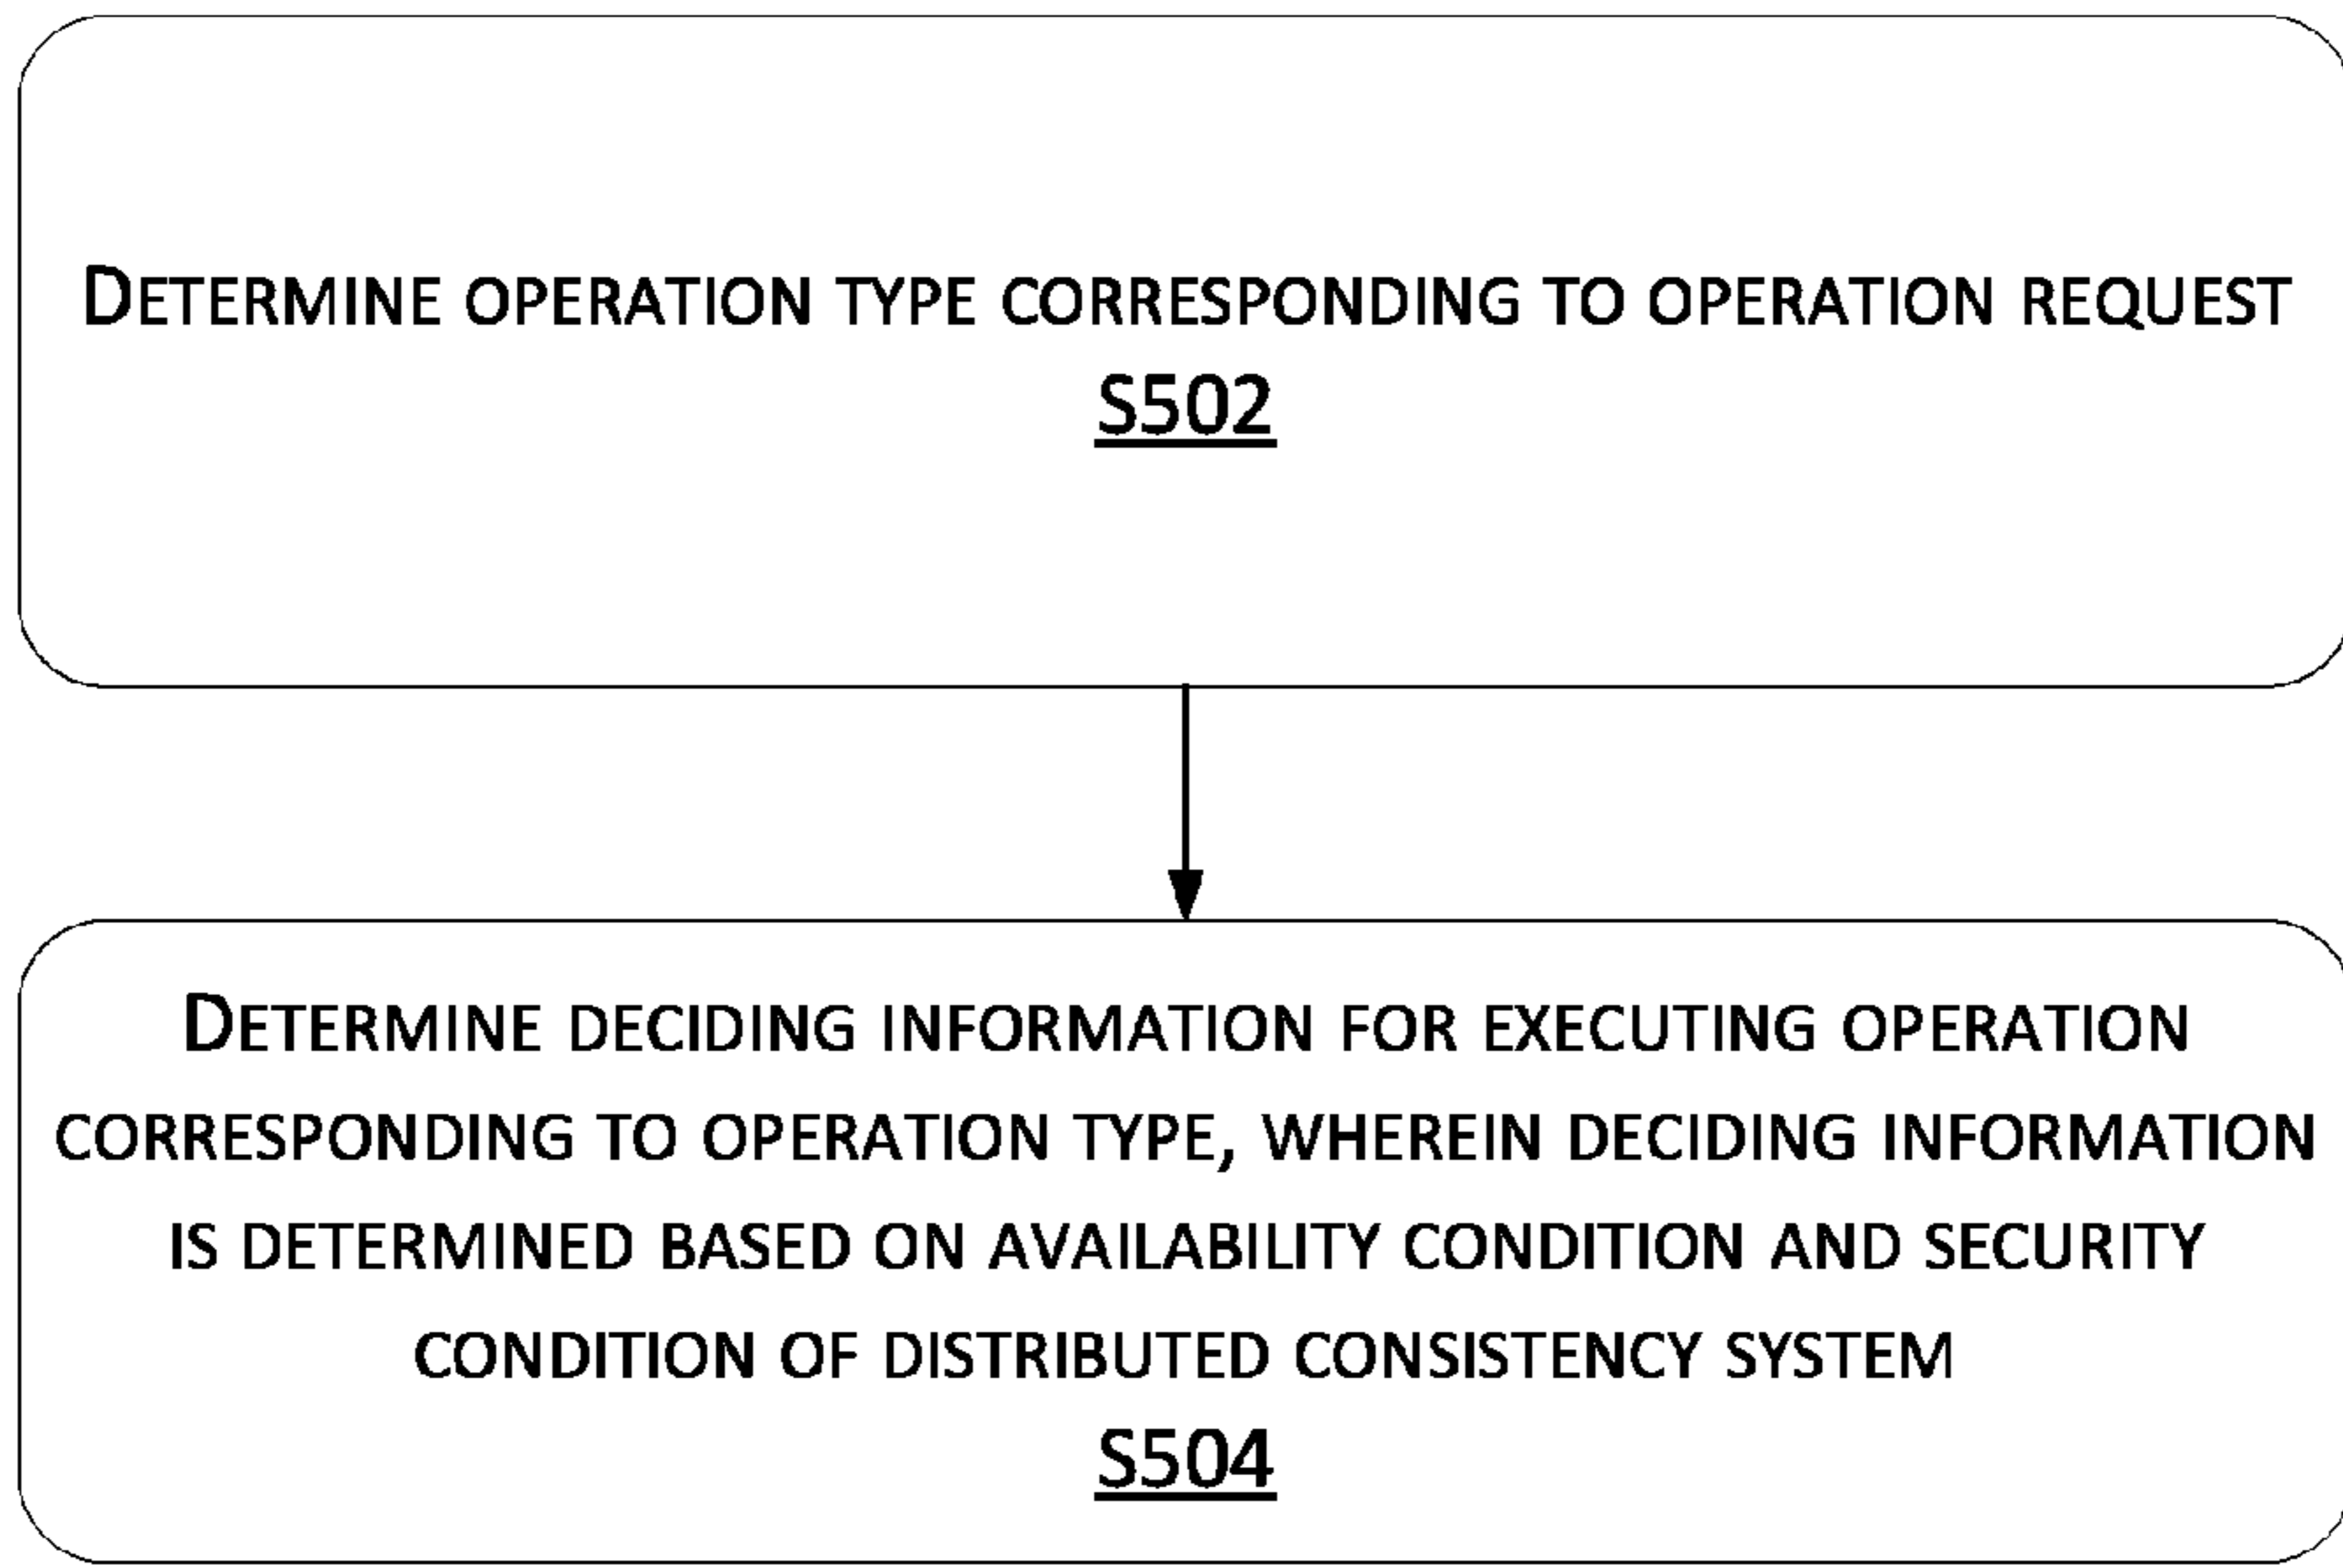 DETERMINE OPERATION TYPE CORRESPONDING TO OPERATION REQUEST
S502
DETERMINE DECIDING INFORMATION FOR EXECUTING OPERATION
CORRESPONDING TO OPERATION TYPE, WHEREIN DECIDING INFORMATION
IS DETERMINED BASED ON AVAILABILITY CONDITION AND SECURITY
CONDITION OF DISTRIBUTED CONSISTENCY SYSTEM
S504